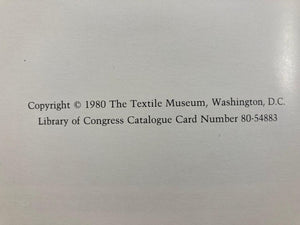 Copyright © 1980 The Textile Museum, Washington, D.C.
Library of Congress Catalogue Card Number 80-54883